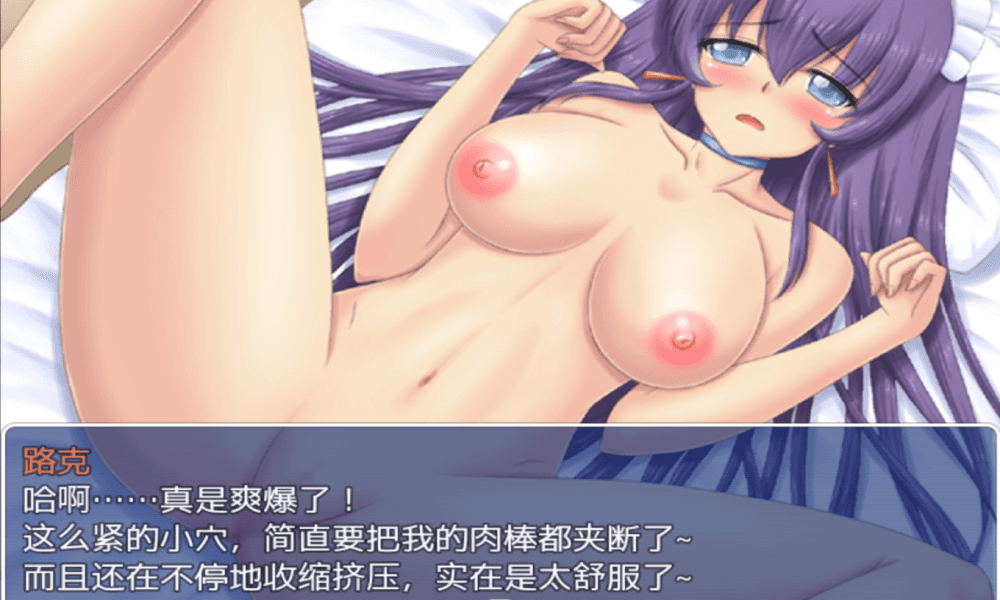 路克
哈啊……真是爽爆了！
这么紧的小穴，简直要把我的肉棒都夹断了~
而且还在不停地收缩挤压，实在是太舒服了~